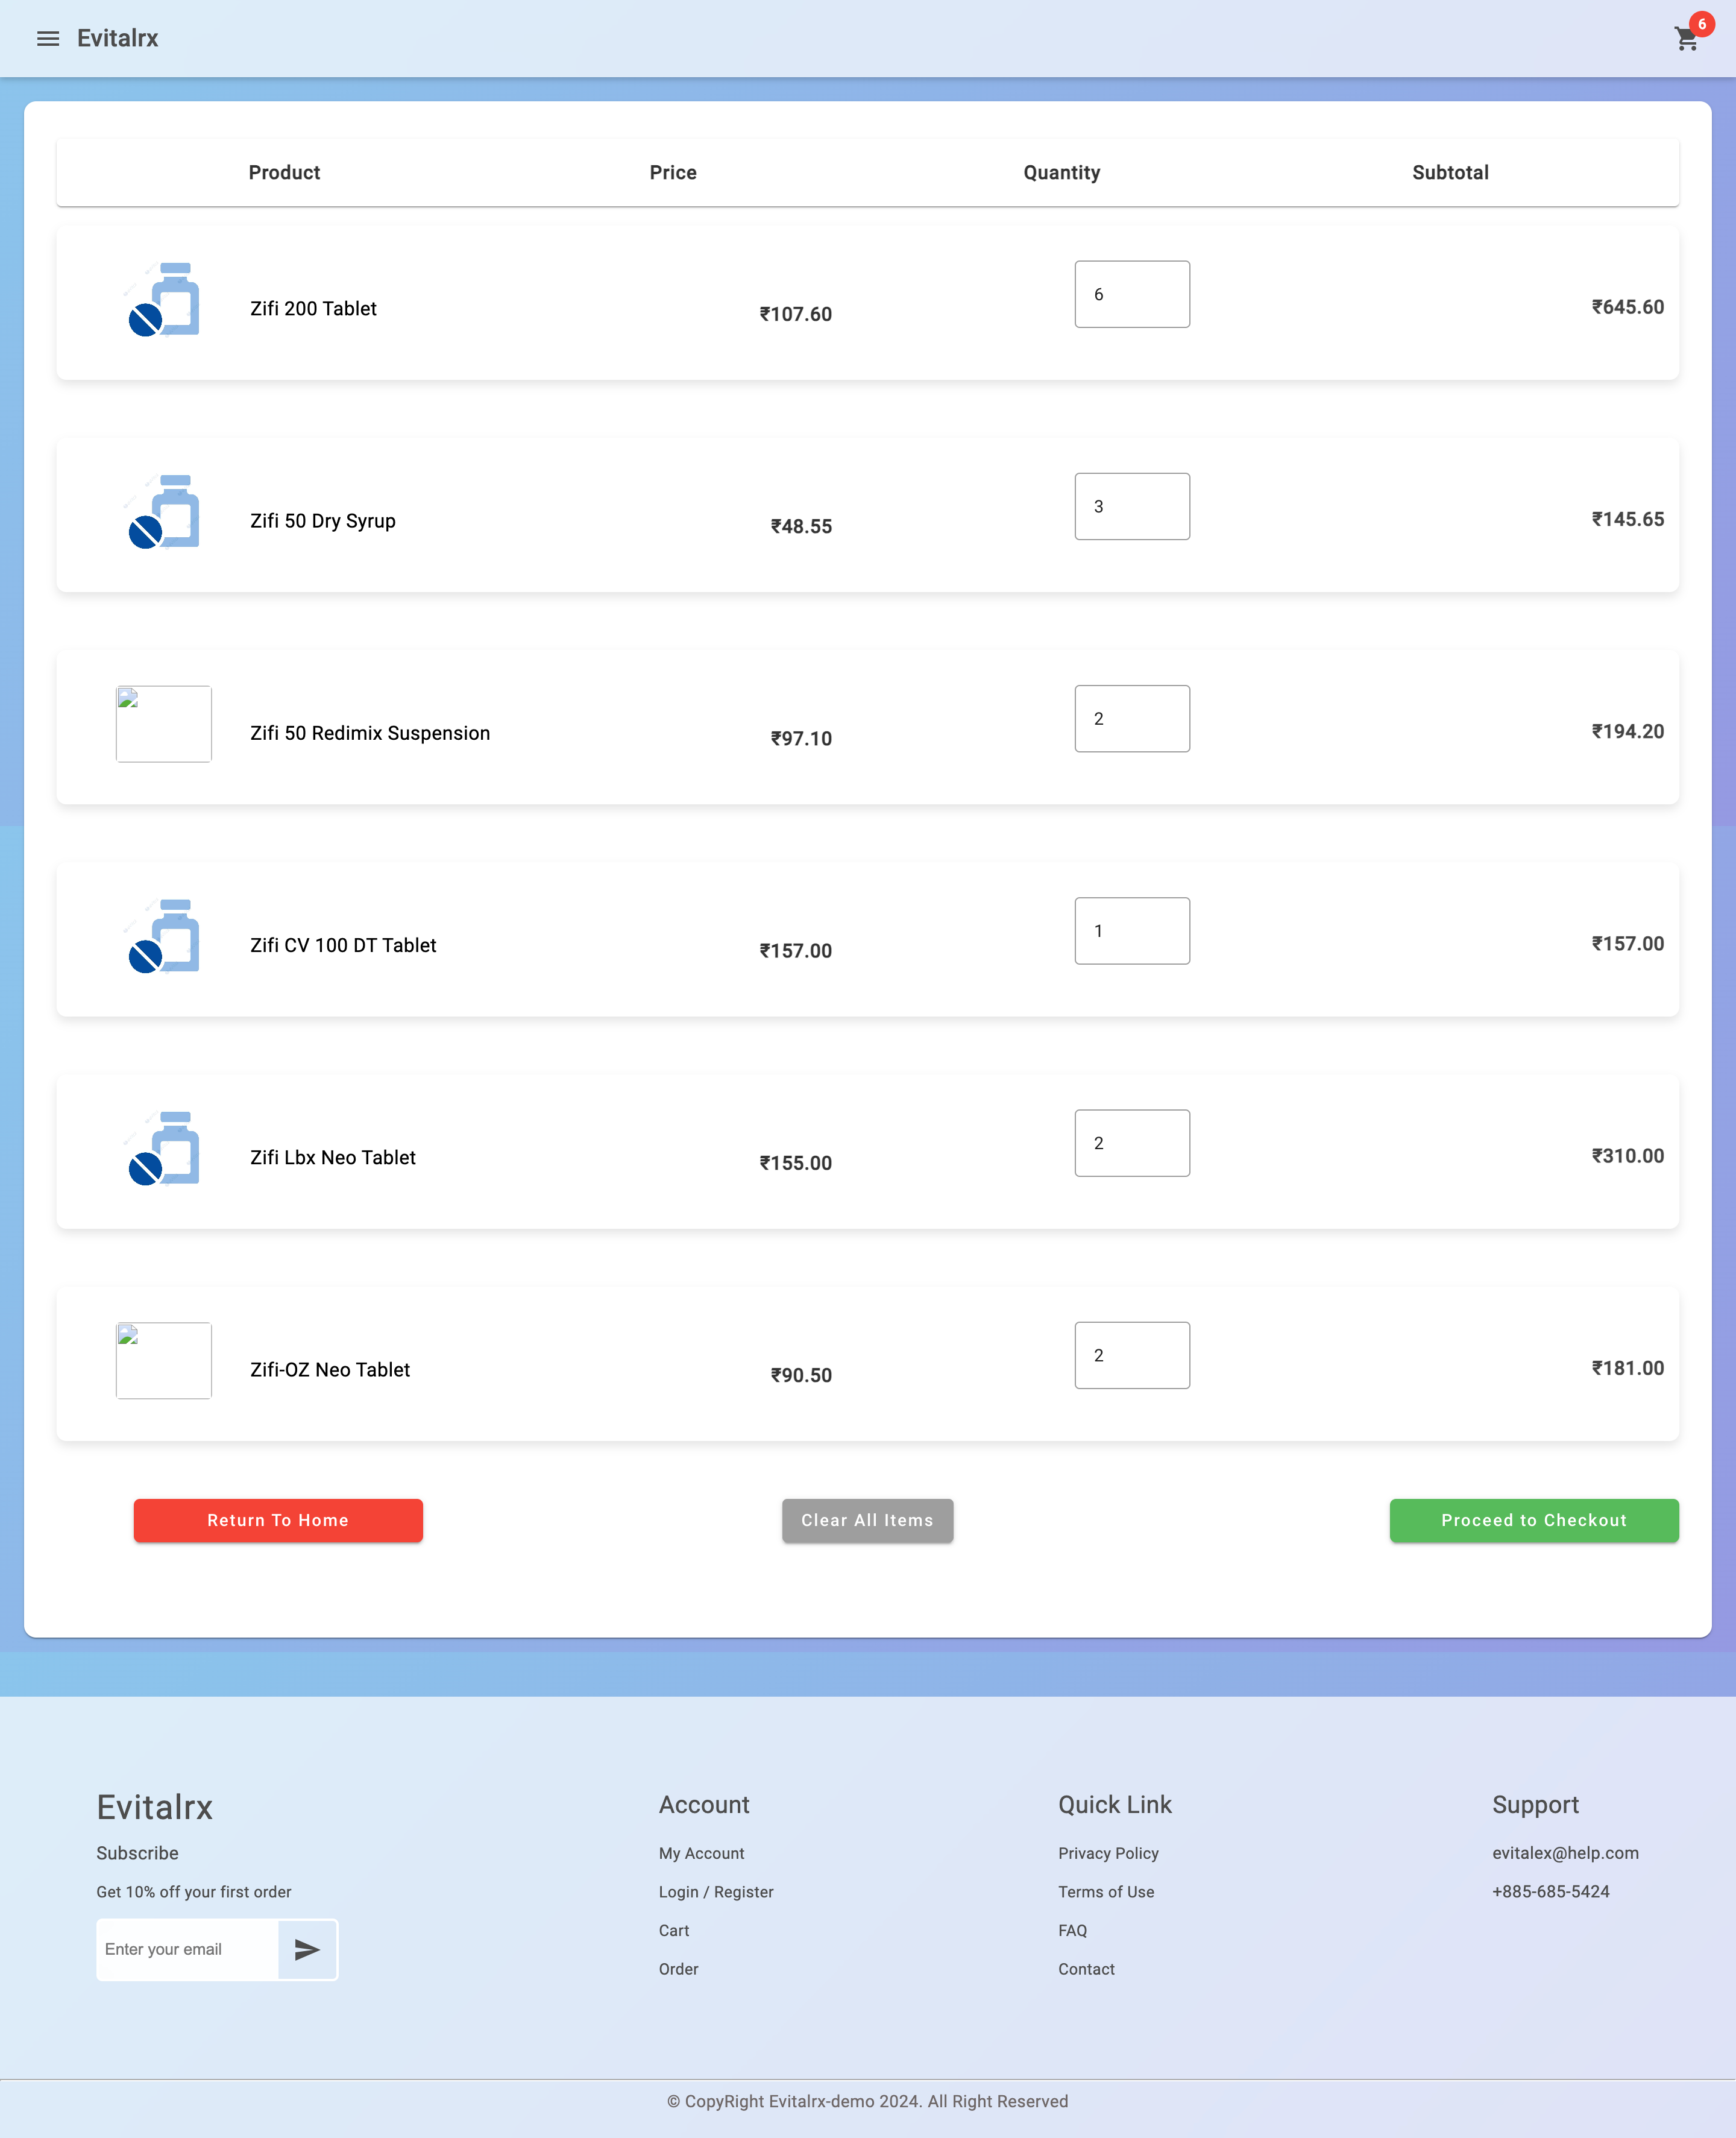 Evitalrx
6
Product Price Quantity Subtotal
Zifi 200 Tablet ₹107.60 6 ₹645.60
Zifi 50 Dry Syrup ₹48.55 3 ₹145.65
Zifi 50 Redimix Suspension ₹97.10 2 ₹194.20
Zifi CV 100 DT Tablet ₹157.00 1 ₹157.00
Zifi Lbx Neo Tablet ₹155.00 2 ₹310.00
Zifi-OZ Neo Tablet ₹90.50 2 ₹181.00
Return To Home
Clear All Items
Proceed to Checkout
Evitalrx
Subscribe
Get 10% off your first order
Enter your email
Account
My Account
Login / Register
Cart
Order
Quick Link
Privacy Policy
Terms of Use
FAQ
Contact
Support
evitalex@help.com
+885-685-5424
© CopyRight Evitalrx-demo 2024. All Right Reserved